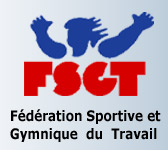 FSGT
Fédération Sportive et
Gymnique du Travail